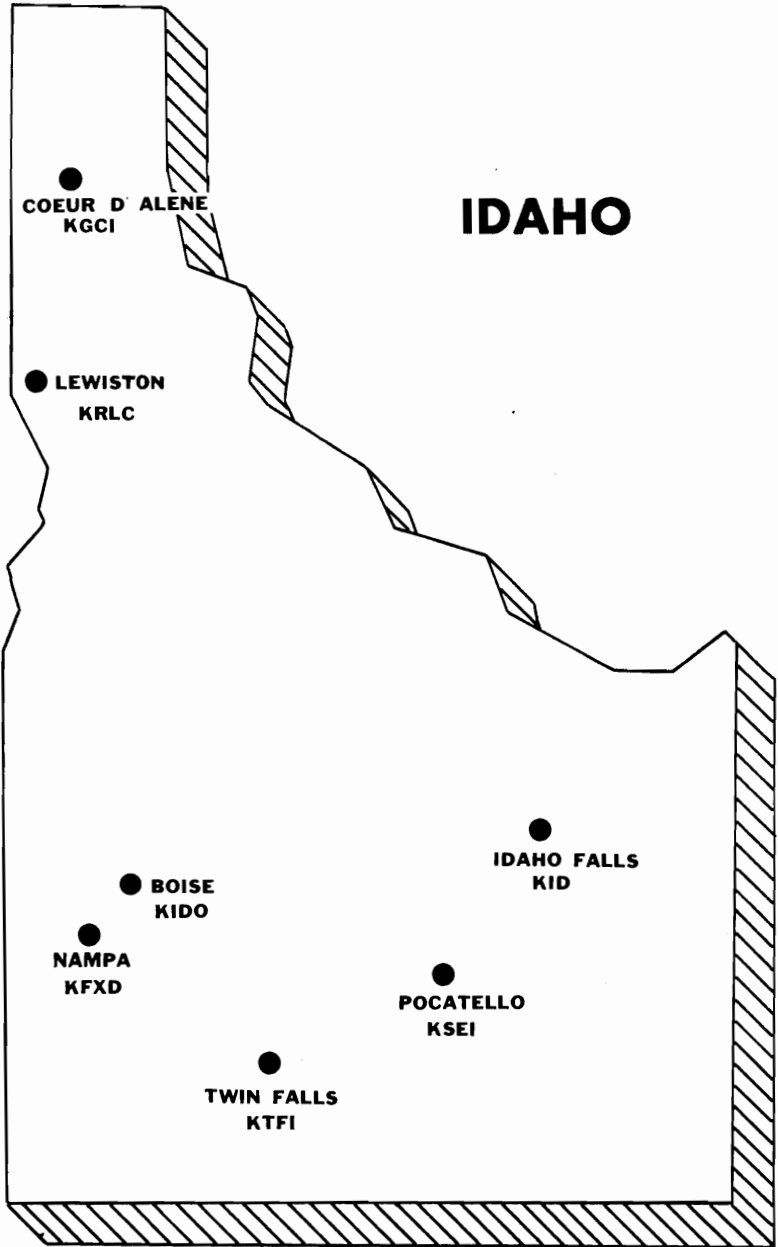 IDAHO
COEUR D' ALENE
KGCI
LEWISTON
KRLC
IDAHO FALLS
KID
BOISE
KIDO
NAMPA
KFXD
POCATELLO
KSEI
TWIN FALLS
KTFI